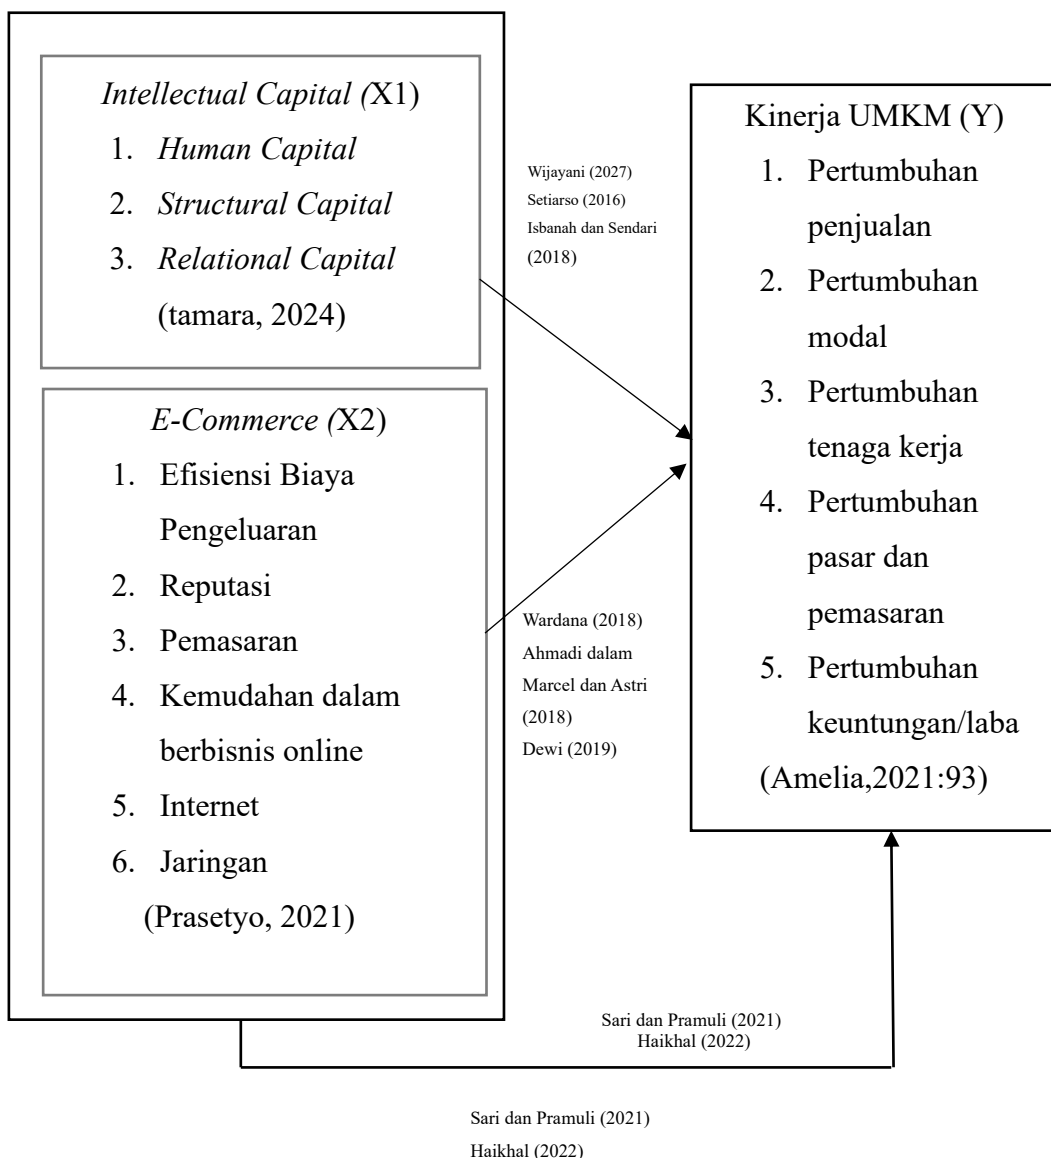 Intellectual Capital (X1)
1. Human Capital
2. Structural Capital
3. Relational Capital
(tamara, 2024)
E-Commerce (X2)
1. Efisiensi Biaya
Pengeluaran
2. Reputasi
3. Pemasaran
4. Kemudahan dalam
berbisnis online
5. Internet
6. Jaringan
(Prasetyo, 2021)
Wijayani (2027)
Setiarso (2016)
Isbanah dan Sendari
(2018)
Wardana (2018)
Ahmadi dalam
Marcel dan Astri
(2018)
Dewi (2019)
Kinerja UMKM (Y)
1. Pertumbuhan
penjualan
2. Pertumbuhan
modal
3. Pertumbuhan
tenaga kerja
4. Pertumbuhan
pasar dan
pemasaran
5. Pertumbuhan
keuntungan/laba
(Amelia,2021:93)
Sari dan Pramuli (2021)
Haikhal (2022)
Sari dan Pramuli (2021)
Haikhal (2022)